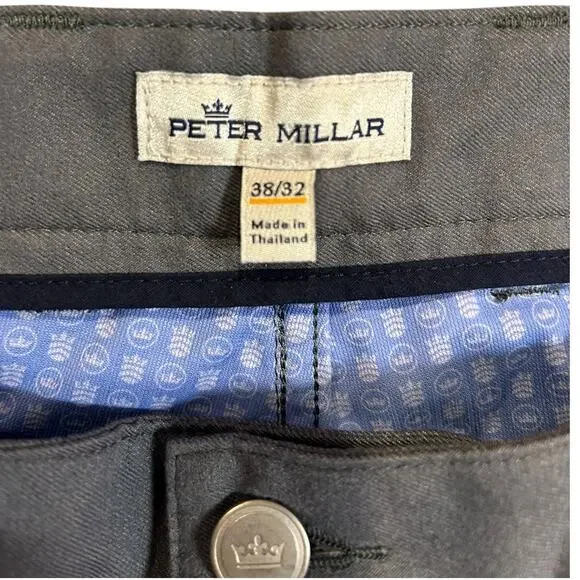 PETER MILLAR
38/32
Made in
Thailand